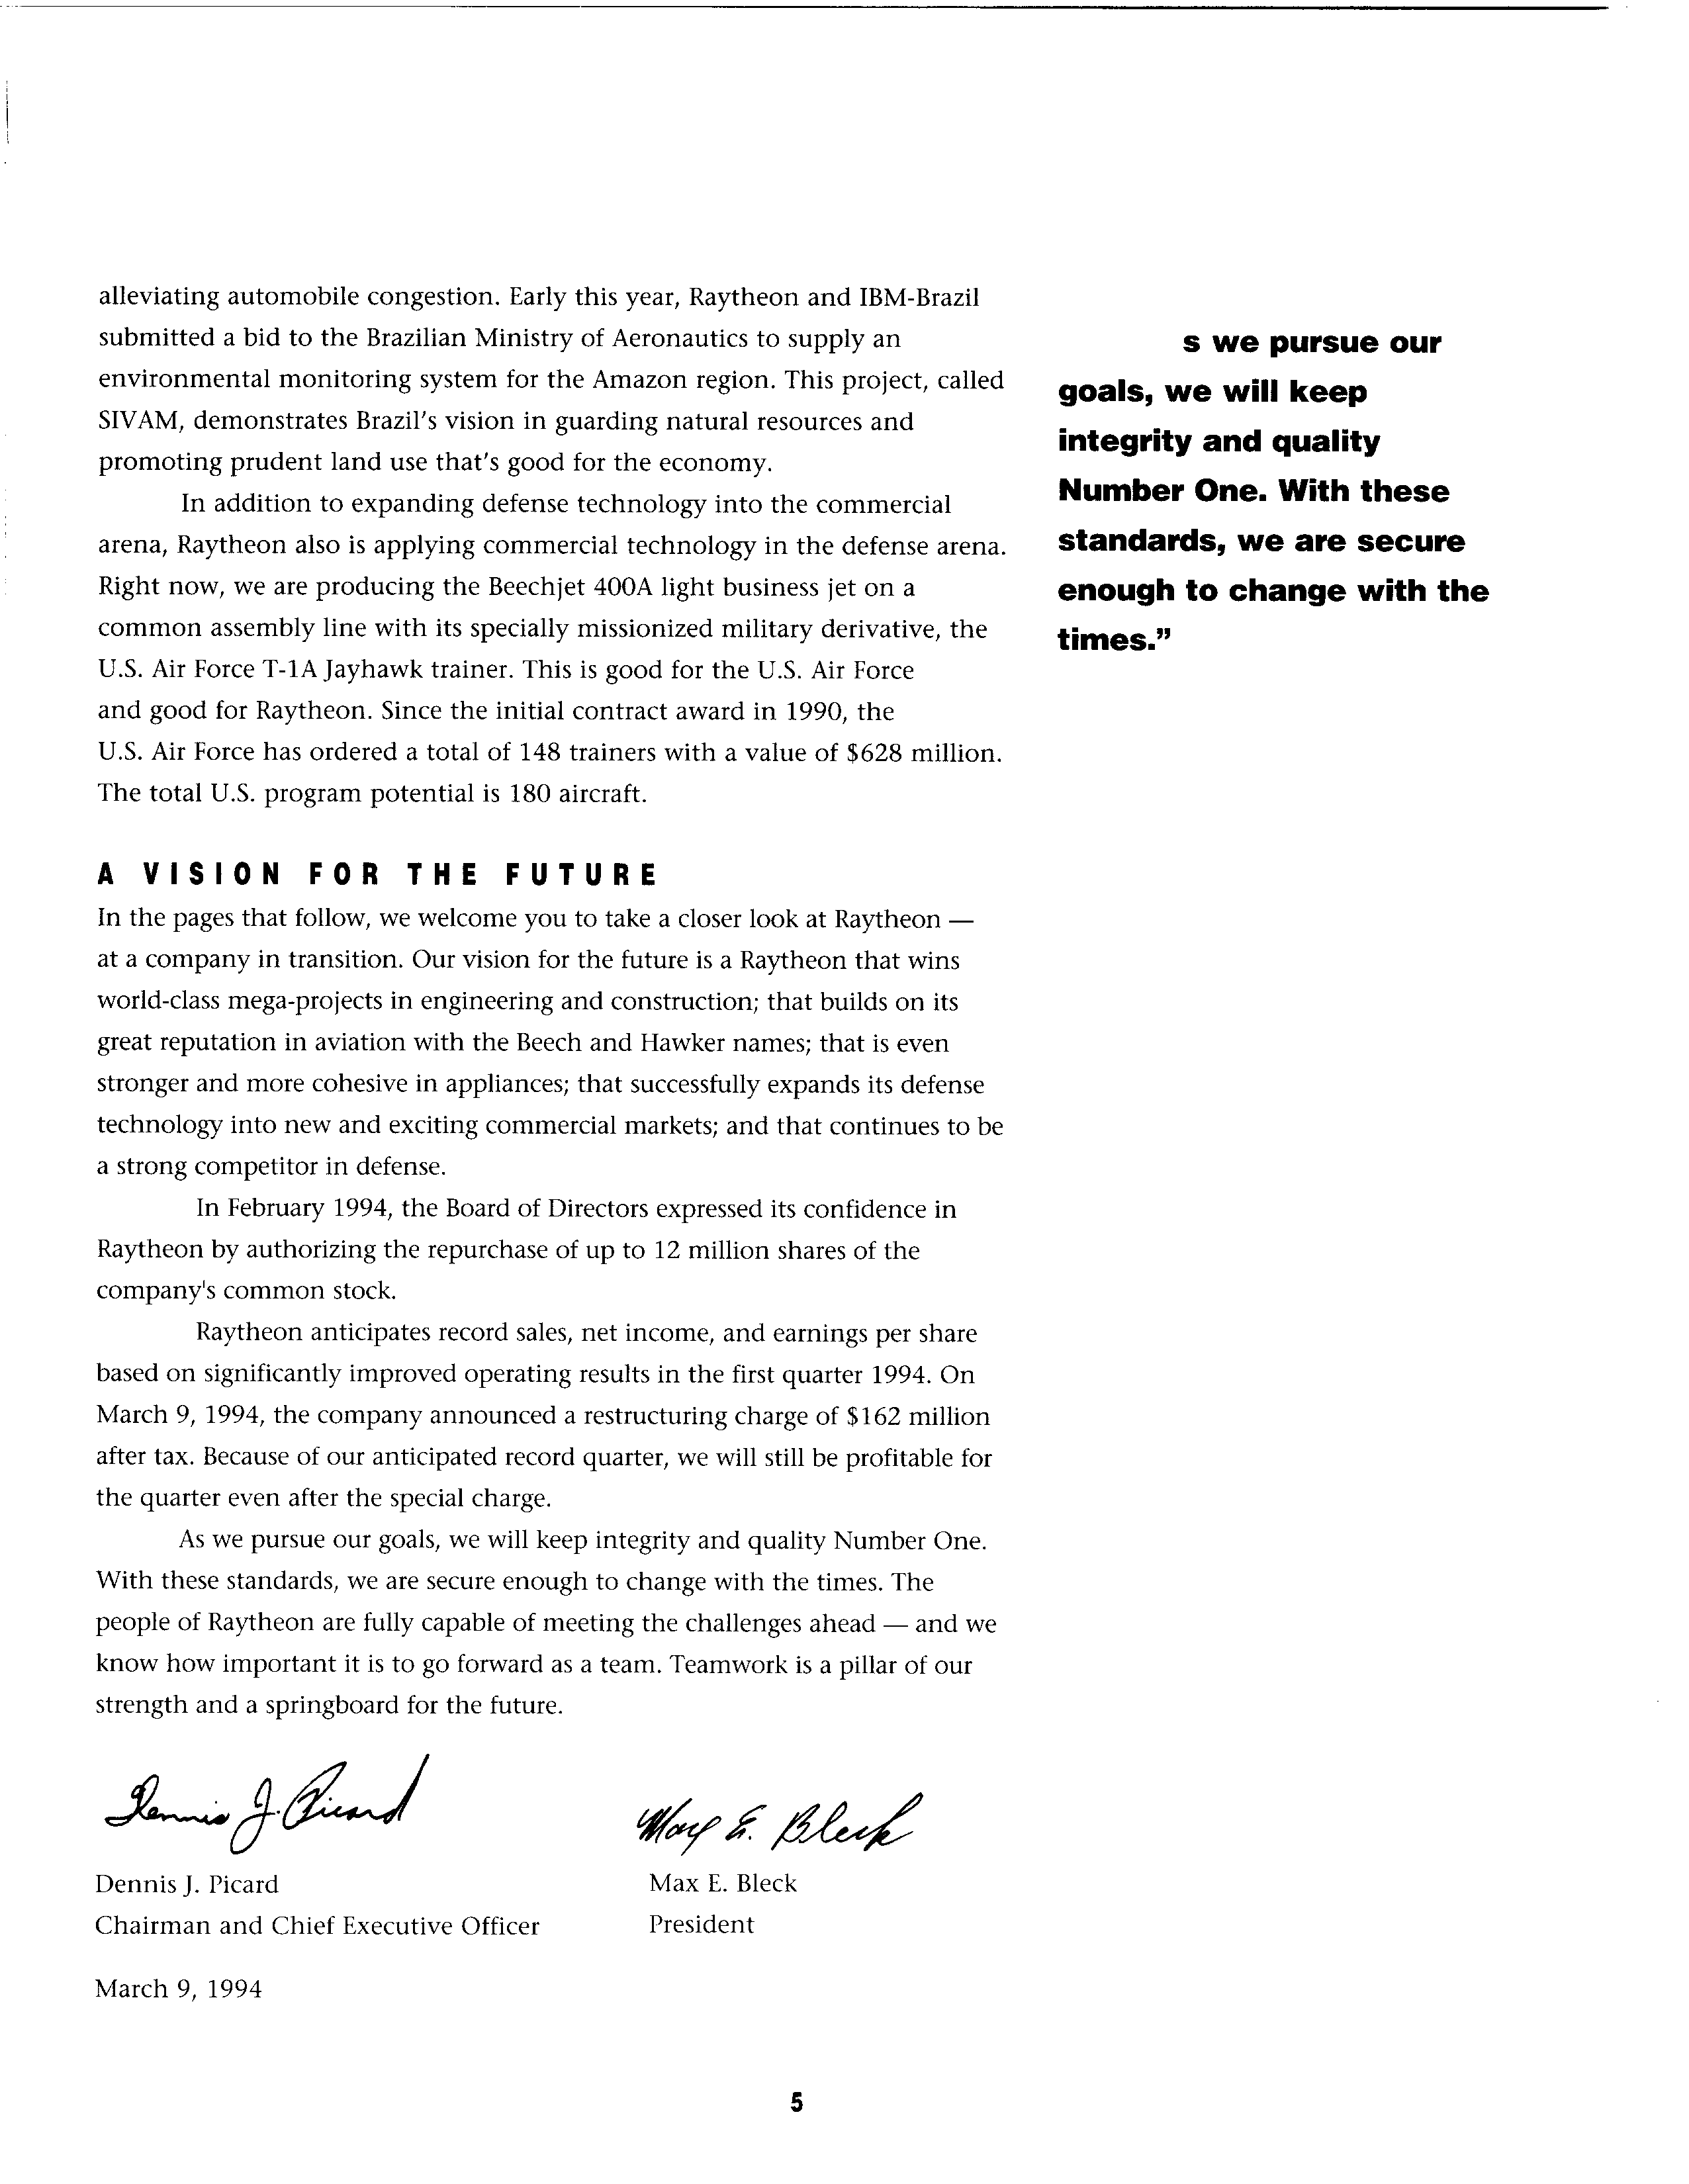 alleviating automobile congestion. Early this year, Raytheon and IBM-Brazil
submitted a bid to the Brazilian Ministry of Aeronautics to supply an
environmental monitoring system for the Amazon region. This project, called
SIVAM, demonstrates Brazil's vision in guarding natural resources and
promoting prudent land use that's good for the economy.
In addition to expanding defense technology into the commercial
arena, Raytheon also is applying commercial technology in the defense arena.
Right now, we are producing the Beechjet 400A light business jet on a
common assembly line with its specially missionized military derivative, the
U.S. Air Force T-1A Jayhawk trainer. This is good for the U.S. Air Force
and good for Raytheon. Since the initial contract award in 1990, the
U.S. Air Force has ordered a total of 148 trainers with a value of $628 million.
The total U.S. program potential is 180 aircraft.
s we pursue our
goals, we will keep
integrity and quality
Number One. With these
standards, we are secure
enough to change with the
times.”
A VISION FOR THE FUTURE
In the pages that follow, we welcome you to take a closer look at Raytheon —
at a company in transition. Our vision for the future is a Raytheon that wins
world-class mega-projects in engineering and construction; that builds on its
great reputation in aviation with the Beech and Hawker names; that is even
stronger and more cohesive in appliances; that successfully expands its defense
technology into new and exciting commercial markets; and that continues to be
a strong competitor in defense.
In February 1994, the Board of Directors expressed its confidence in
Raytheon by authorizing the repurchase of up to 12 million shares of the
company's common stock.
Raytheon anticipates record sales, net income, and earnings per share
based on significantly improved operating results in the first quarter 1994. On
March 9, 1994, the company announced a restructuring charge of $162 million
after tax. Because of our anticipated record quarter, we will still be profitable for
the quarter even after the special charge.
As we pursue our goals, we will keep integrity and quality Number One.
With these standards, we are secure enough to change with the times. The
people of Raytheon are fully capable of meeting the challenges ahead — and we
know how important it is to go forward as a team. Teamwork is a pillar of our
strength and a springboard for the future.
Dennis J. Picard
Max E. Bleck
Dennis J. Picard
Max E. Bleck
Chairman and Chief Executive Officer
President
March 9, 1994
5